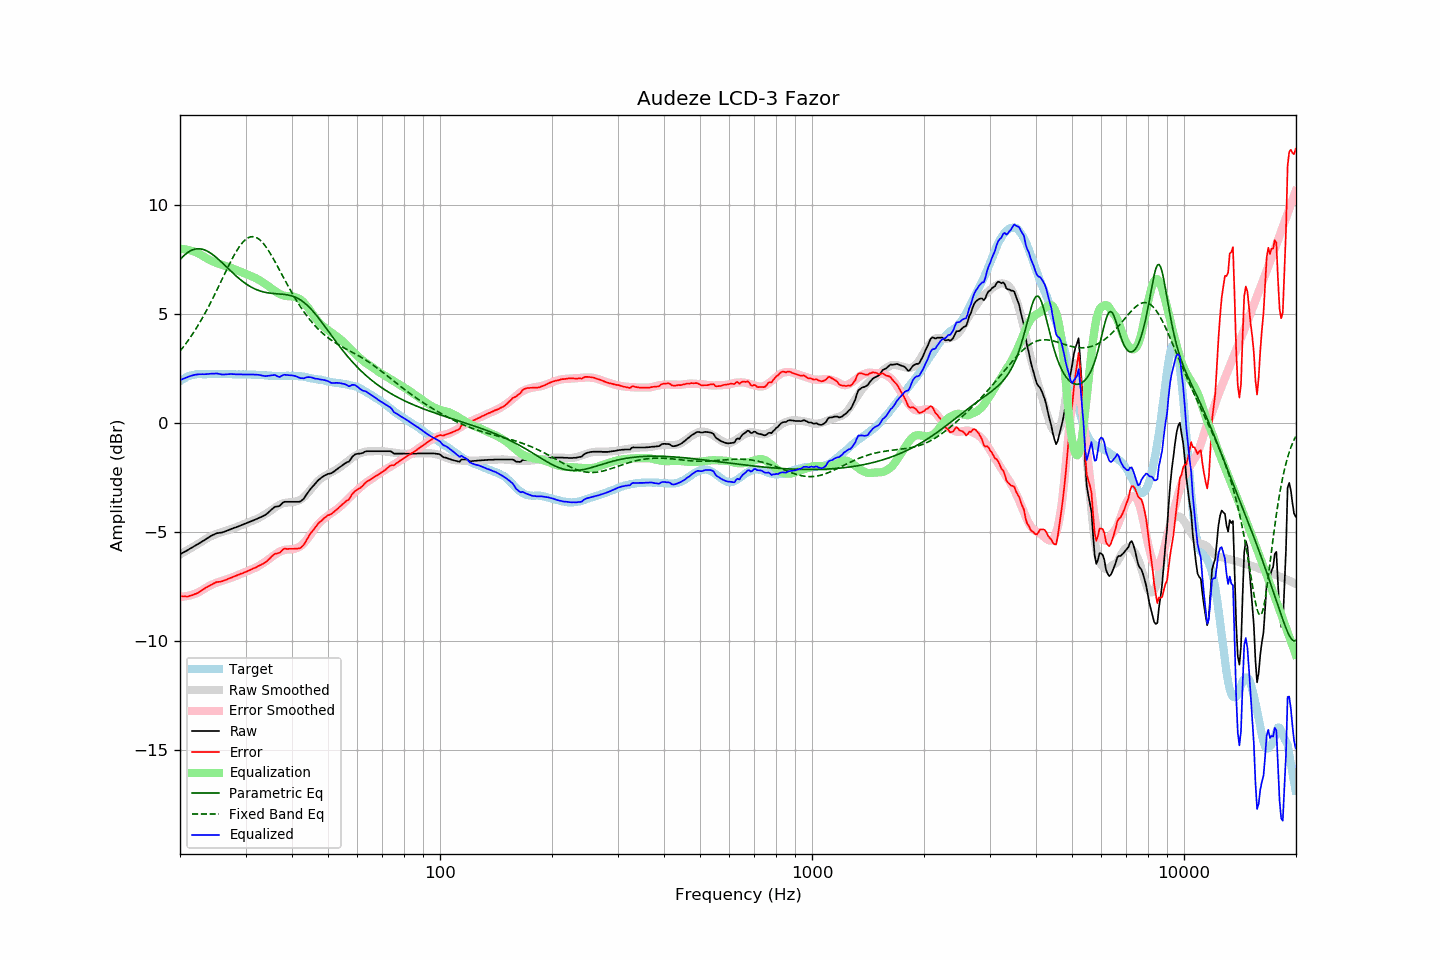 Audeze LCD-3 Fazor
Amplitude (dBr)
10
5
0
−5
−10
−15
Target
Raw Smoothed
Error Smoothed
Raw
Error
Equalization
Parametric Eq
Fixed Band Eq
Equalized
100
1000
10000
Frequency (Hz)